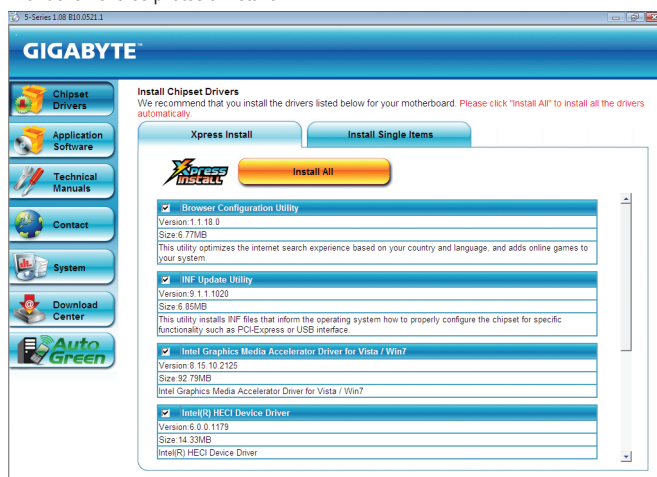 5-Series 1.08 B10.0521.1
GIGABYTE™
Chipset
Drivers
Application
Software
Technical
Manuals
Contact
System
Download
Center
Auto
Green
Install Chipset Drivers
We recommend that you install the drivers listed below for your motherboard. Please click "Install All" to install all the drivers
automatically.
Xpress Install
Install Single Items
Xpress
INSTALL
Install All
Browser Configuration Utility
Version:1.1.18.0
Size:6.77MB
This utility optimizes the internet search experience based on your country and language, and adds online games to
your system.
INF Update Utility
Version:9.1.1.1020
Size:6.85MB
This utility installs INF files that inform the operating system how to properly configure the chipset for specific
functionality such as PCI-Express or USB interface.
Intel Graphics Media Accelerator Driver for Vista / Win7
Version:8.15.10.2125
Size:92.79MB
Intel Graphics Media Accelerator Driver for Vista / Win7
Intel(R) HECI Device Driver
Version:6.0.0.1179
Size:14.33MB
Intel(R) HECI Device Driver